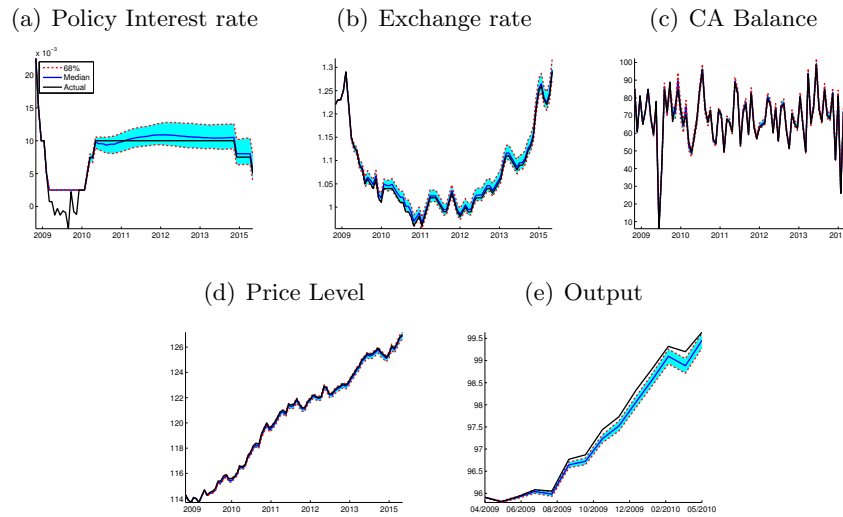 (a) Policy Interest rate
(b) Exchange rate
(c) CA Balance
x 10⁻³
20
15
10
5
0
68%
Median
Actual
2009 2010 2011 2012 2013 2014 2015
1.3
1.25
1.2
1.15
1.1
1.05
1
2009 2010 2011 2012 2013 2014 2015
100
90
80
70
60
50
40
30
20
10
2009 2010 2011 2012 2013 2014
(d) Price Level
(e) Output
126
124
122
120
118
116
114
2009 2010 2011 2012 2013 2014 2015
99.5
99
98.5
98
97.5
97
96.5
96
04/2009 06/2009 08/2009 10/2009 12/2009 02/2010 05/2010